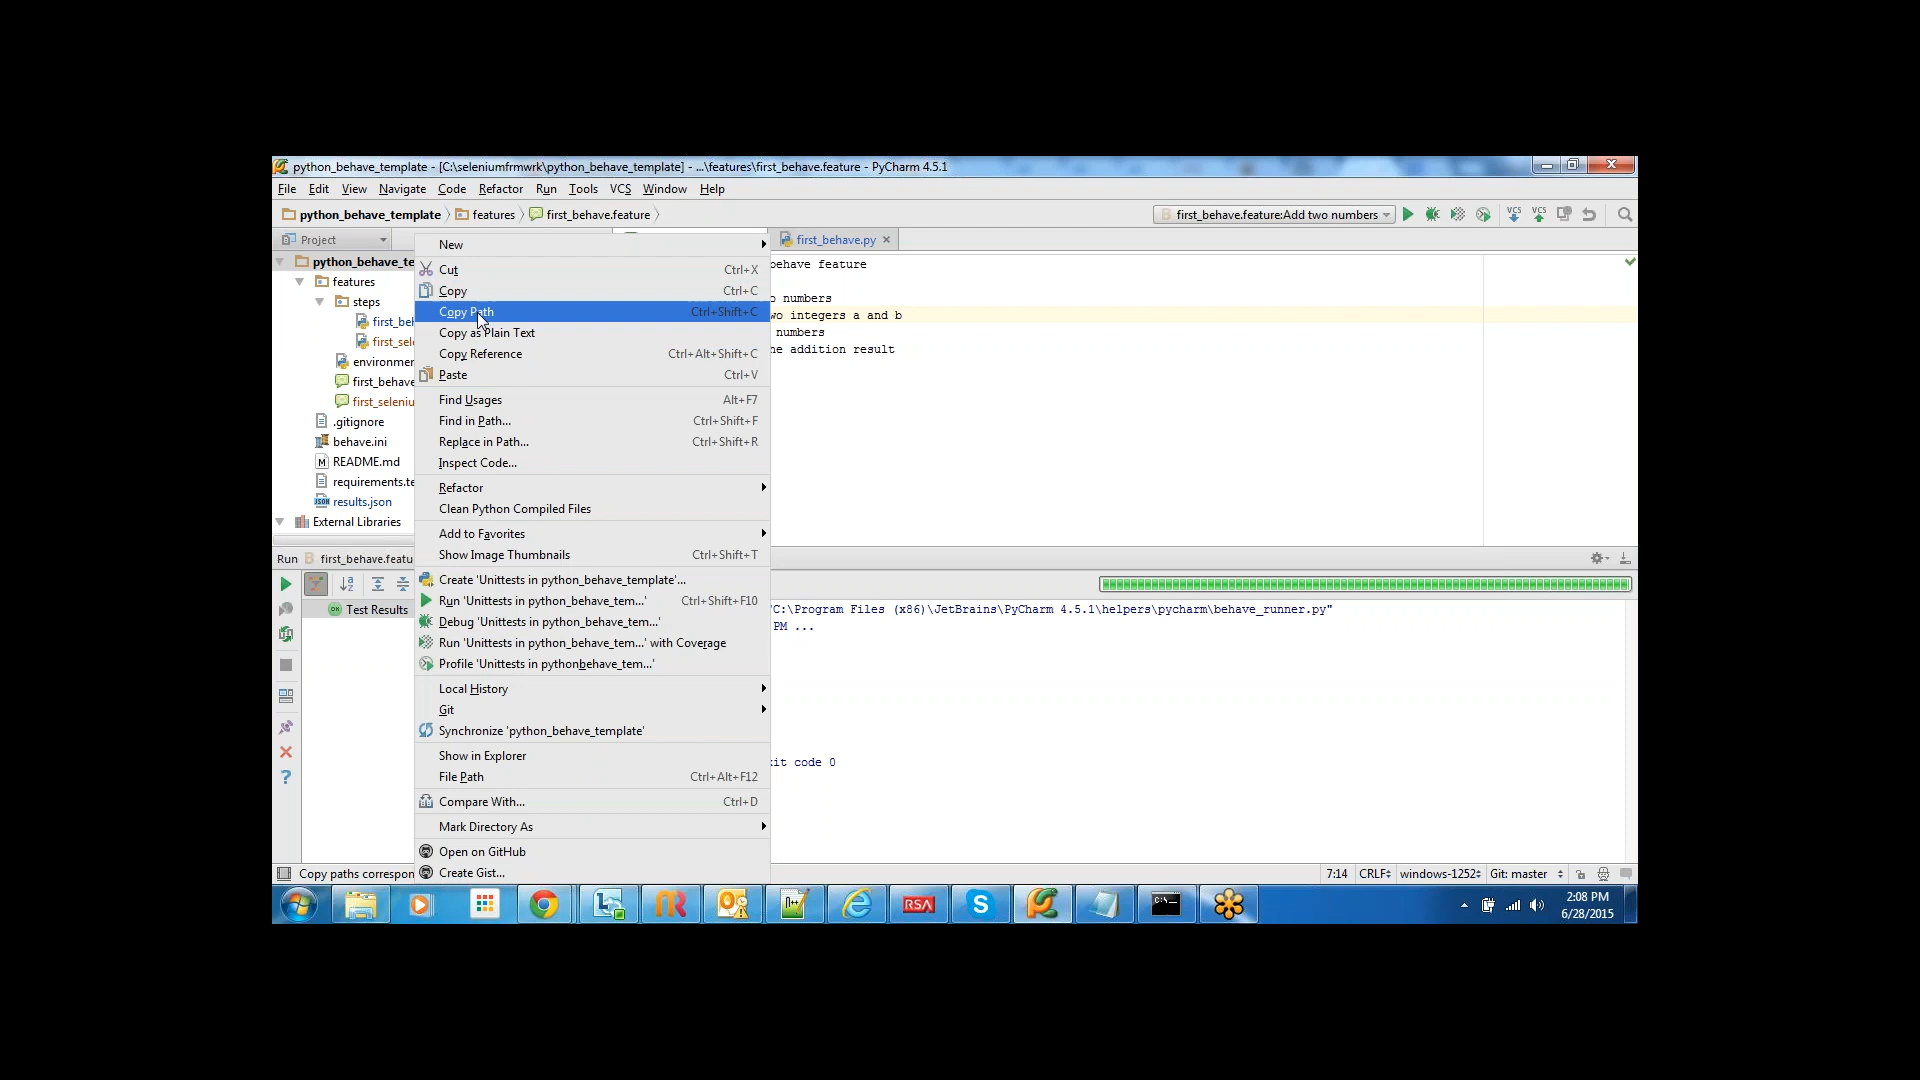 python_behave_template - [C:\seleniumfrmwrk\python_behave_template] - ...\features\first_behave.feature - PyCharm 4.5.1
File Edit View Navigate Code Refactor Run Tools VCS Window Help
python_behave_template features first_behave.feature
first_behave.feature:Add two numbers
VCS VCS
Project
first_behave.py
New
Cut Ctrl+X
Copy Ctrl+C
Copy Path Ctrl+Shift+C
Copy as Plain Text
Copy Reference Ctrl+Alt+Shift+C
Paste Ctrl+V
Find Usages Alt+F7
Find in Path... Ctrl+Shift+F
Replace in Path... Ctrl+Shift+R
Inspect Code...
Refactor
Clean Python Compiled Files
Add to Favorites
Show Image Thumbnails Ctrl+Shift+T
Create 'Unittests in python_behave_template'...
Run 'Unittests in python_behave_tem...' Ctrl+Shift+F10
Debug 'Unittests in python_behave_tem...'
Run 'Unittests in python_behave_tem...' with Coverage
Profile 'Unittests in pythonbehave_tem...'
Local History
Git
Synchronize 'python_behave_template'
Show in Explorer
File Path Ctrl+Alt+F12
Compare With... Ctrl+D
Mark Directory As
Open on GitHub
Create Gist...
python_behave_te
features
steps
first_bel
first_sel
environmer
first_behave
first_seleniu
.gitignore
behave.ini
README.md
requirements.te
results.json
External Libraries
behave feature
o numbers
wo integers a and b
numbers
he addition result
Run first_behave.featu
Test Results
"C:\Program Files (x86)\JetBrains\PyCharm 4.5.1\helpers\pycharm\behave_runner.py"
PM ...
xit code 0
Copy paths correspon
7:14 CRLF windows-1252 Git: master
RSA
2:08 PM
6/28/2015